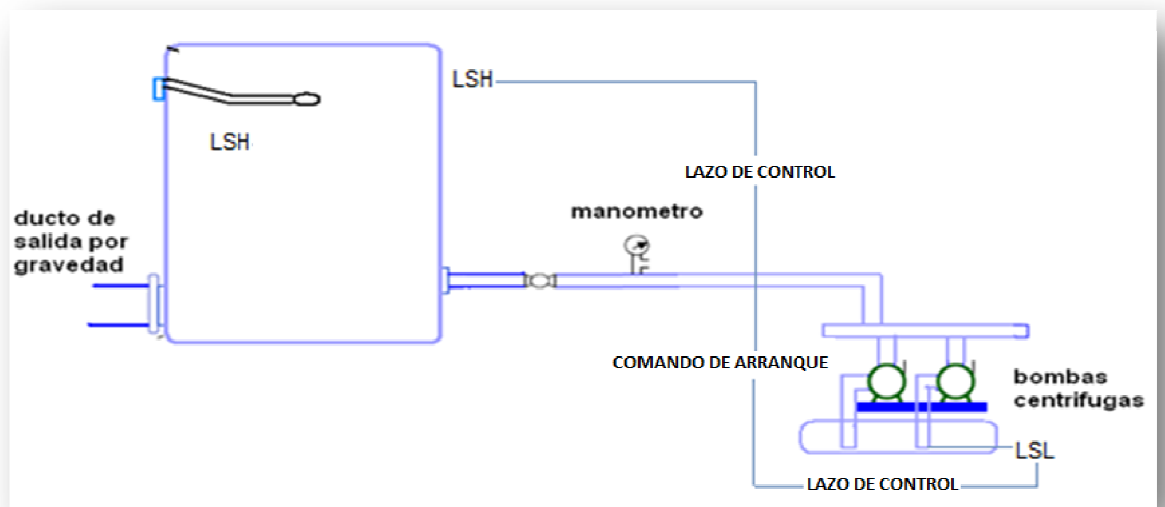 LSH
LSH
LAZO DE CONTROL
ducto de
salida por
gravedad
manometro
COMANDO DE ARRANQUE
bombas
centrifugas
LSL
LAZO DE CONTROL